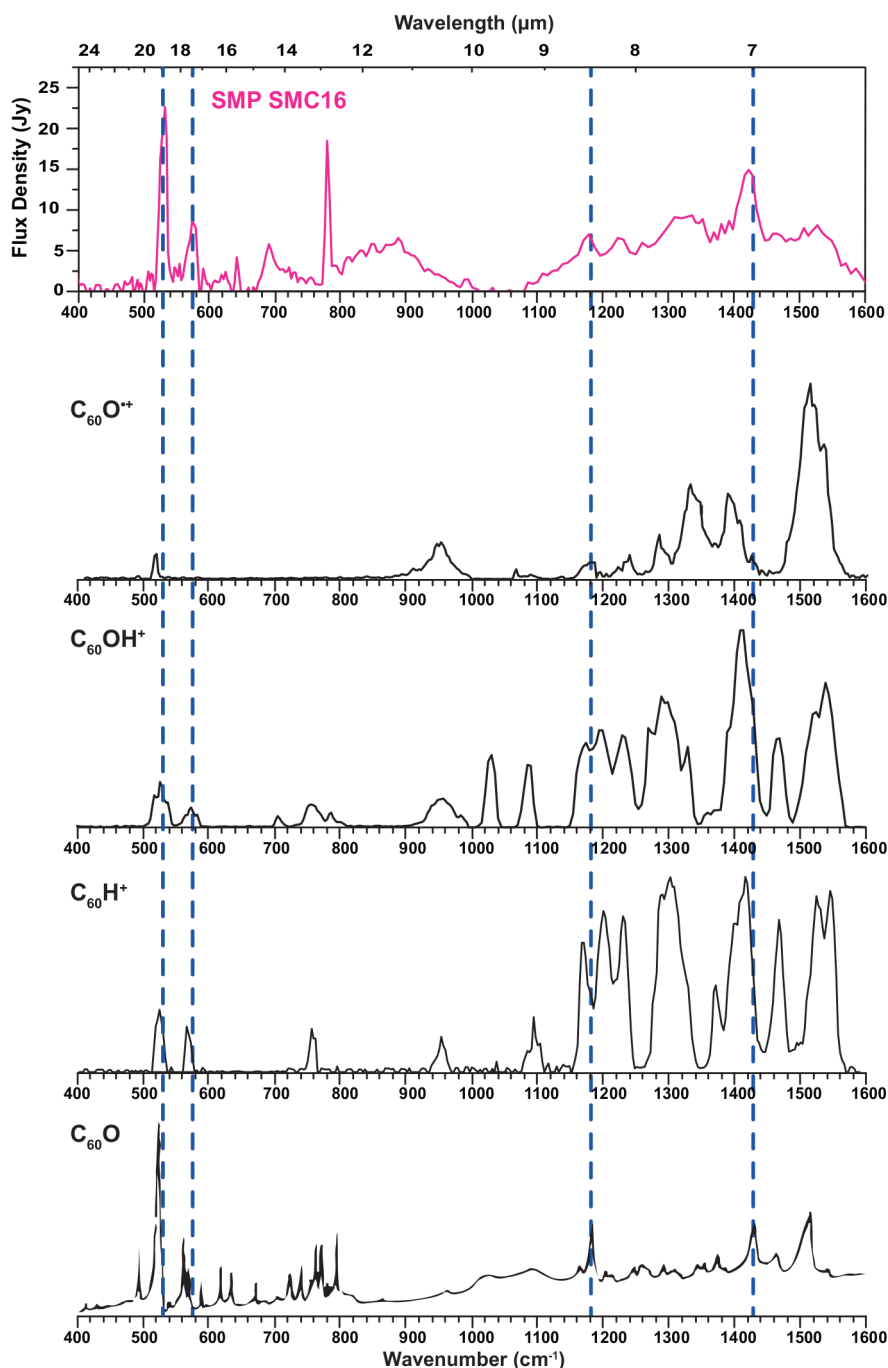 Wavelength (µm)
24 20 18 16 14 12 10 9 8 7
SMP SMC16
Flux Density (Jy)
25
20
15
10
5
0
400 500 600 700 800 900 1000 1100 1200 1300 1400 1500 1600
C₆₀O•⁺
400 500 600 700 800 900 1000 1100 1200 1300 1400 1500 1600
C₆₀OH⁺
400 500 600 700 800 900 1000 1100 1200 1300 1400 1500 1600
C₆₀H⁺
400 500 600 700 800 900 1000 1100 1200 1300 1400 1500 1600
C₆₀O
400 500 600 700 800 900 1000 1100 1200 1300 1400 1500 1600
Wavenumber (cm⁻¹)